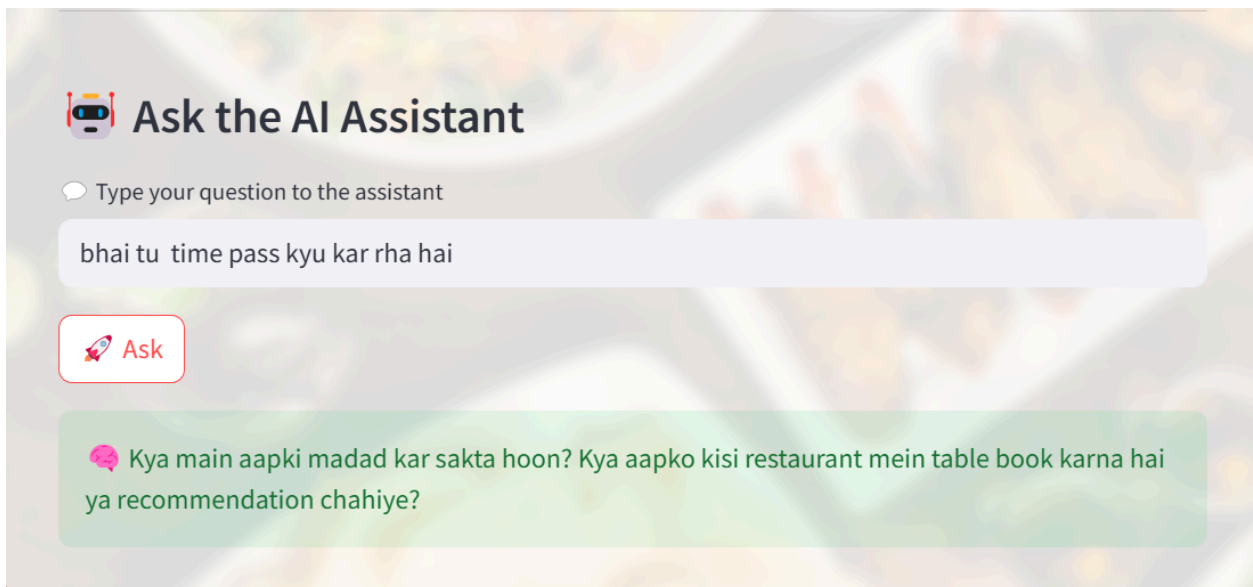 Ask the AI Assistant
Type your question to the assistant
bhai tu  time pass kyu kar rha hai
Ask
Kya main aapki madad kar sakta hoon? Kya aapko kisi restaurant mein table book karna hai
ya recommendation chahiye?